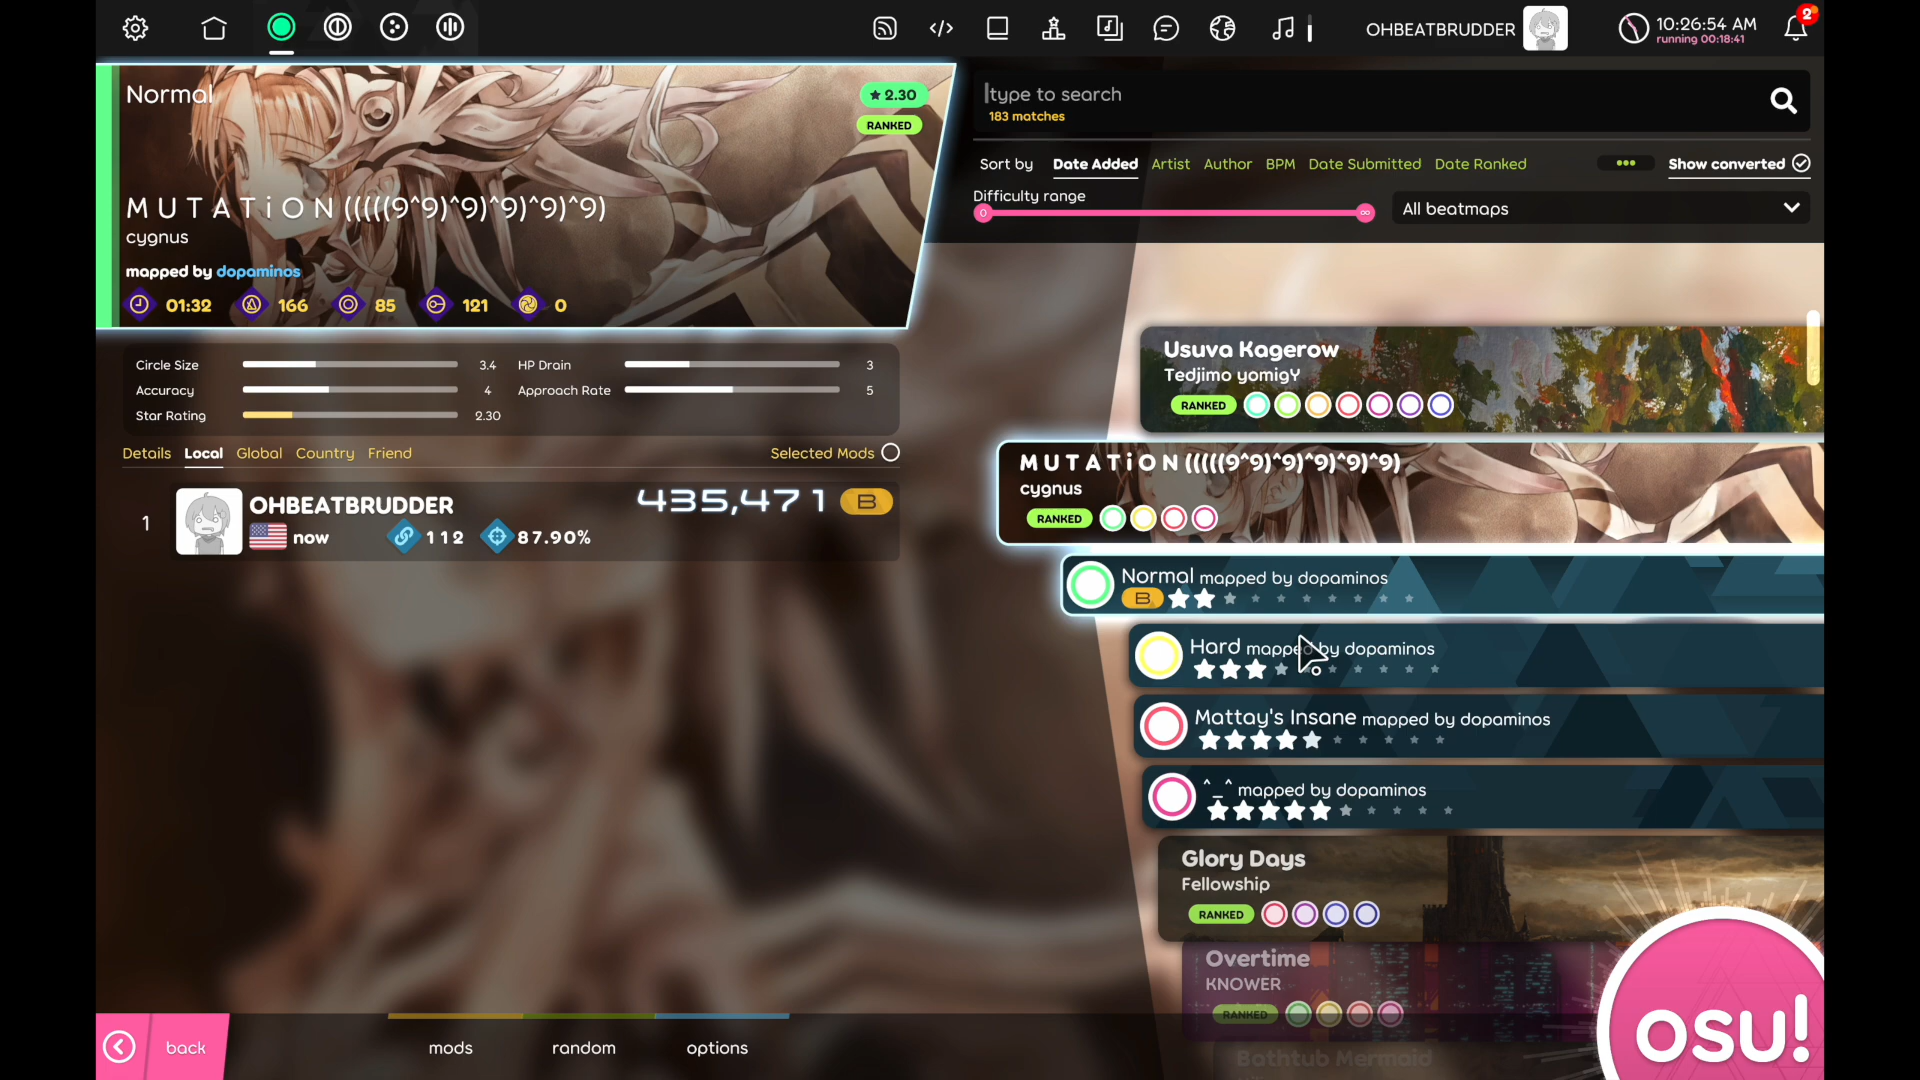 OHBEATBRUDDER
10:26:54 AM
running 00:18:41
2
Normal
2.30
RANKED
M U T A T i O N (((((9^9)^9)^9)^9)^9)
cygnus
mapped by dopaminos
01:32 166 85 121 0
Circle Size 3.4 HP Drain 3
Accuracy 4 Approach Rate 5
Star Rating 2.30
Details Local Global Country Friend Selected Mods
1
OHBEATBRUDDER
435,471 B
now 112 87.90%
type to search
183 matches
Sort by Date Added Artist Author BPM Date Submitted Date Ranked ••• Show converted
Difficulty range
0 ∞
All beatmaps
Usuva Kagerow
Tedjimo yomigY
RANKED
M U T A T i O N (((((9^9)^9)^9)^9)^9)
cygnus
RANKED
Normal mapped by dopaminos
B
Hard mapped by dopaminos
Mattay's Insane mapped by dopaminos
^_^ mapped by dopaminos
Glory Days
Fellowship
RANKED
Overtime
KNOWER
RANKED
Bathtub Mermaid
back
mods
random
options
osu!